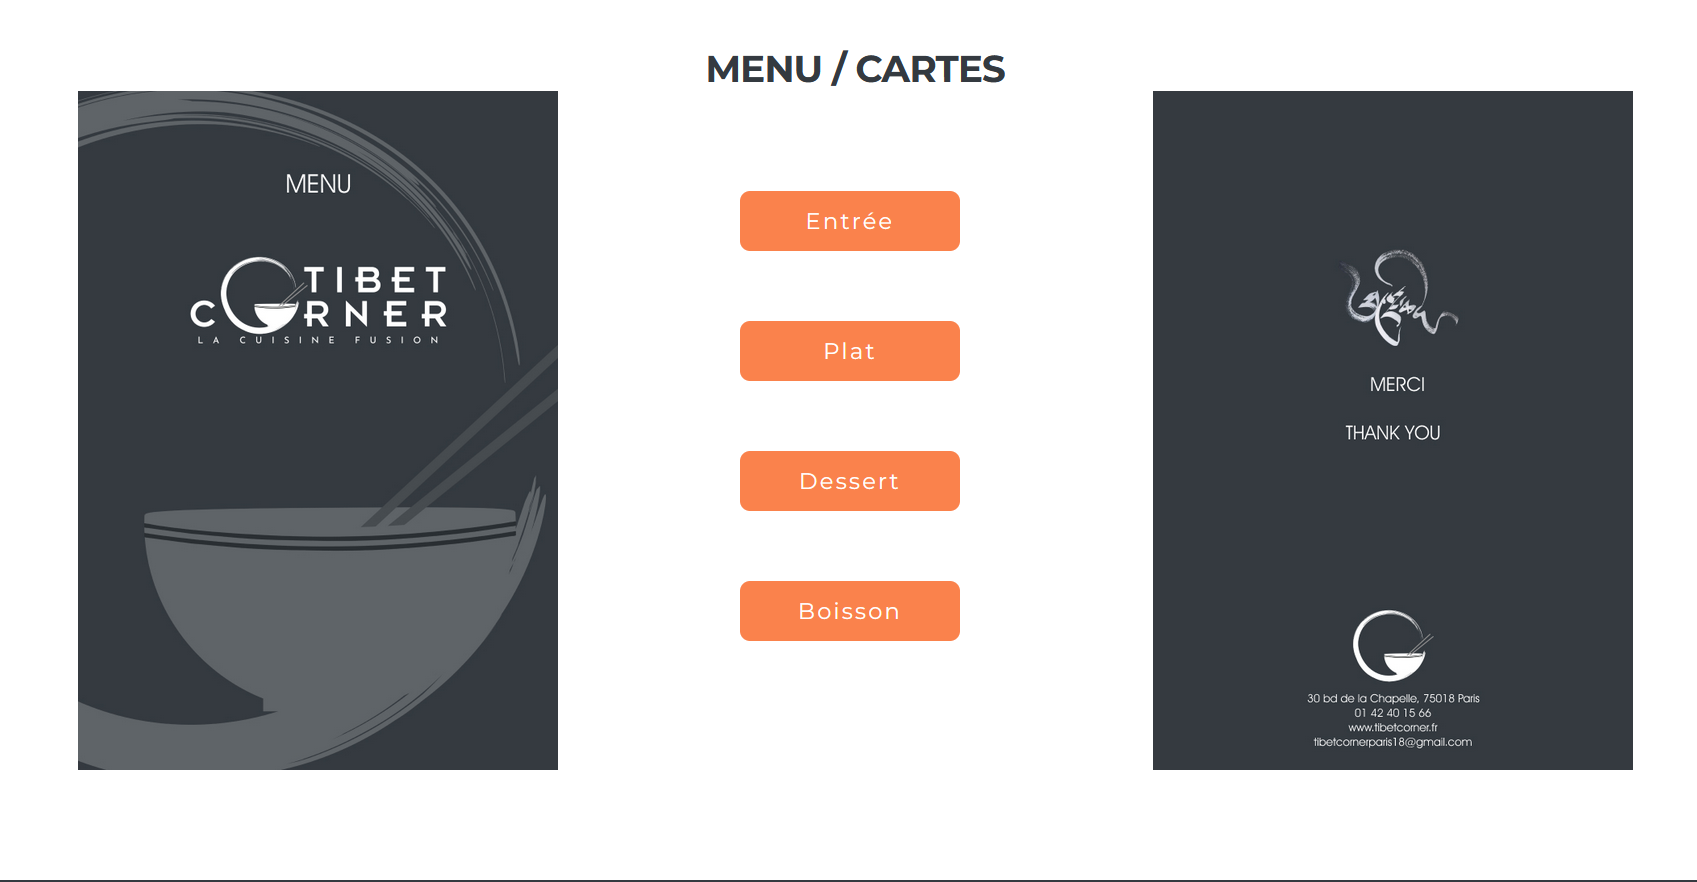 MENU / CARTES
MENU
TIBET
CORNER
LA CUISINE FUSION
Entrée
Plat
Dessert
Boisson
MERCI
THANK YOU
30 bd de la Chapelle, 75018 Paris
01 42 40 15 66
www.tibetcorner.fr
tibetcornerparis18@gmail.com